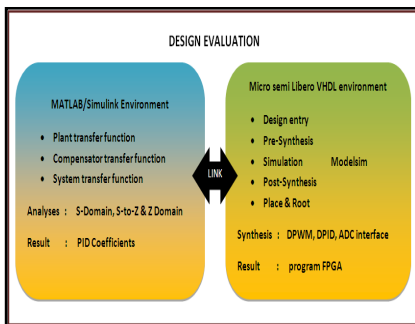 DESIGN EVALUATION
MATLAB/Simulink Environment
• Plant transfer function
• Compensator transfer function
• System transfer function
Analyses : S-Domain, S-to-Z & Z Domain
Result : PID Coefficients
LINK
Micro semi Libero VHDL environment
• Design entry
• Pre-Synthesis
• Simulation Modelsim
• Post-Synthesis
• Place & Root
Synthesis : DPWM, DPID, ADC interface
Result : program FPGA